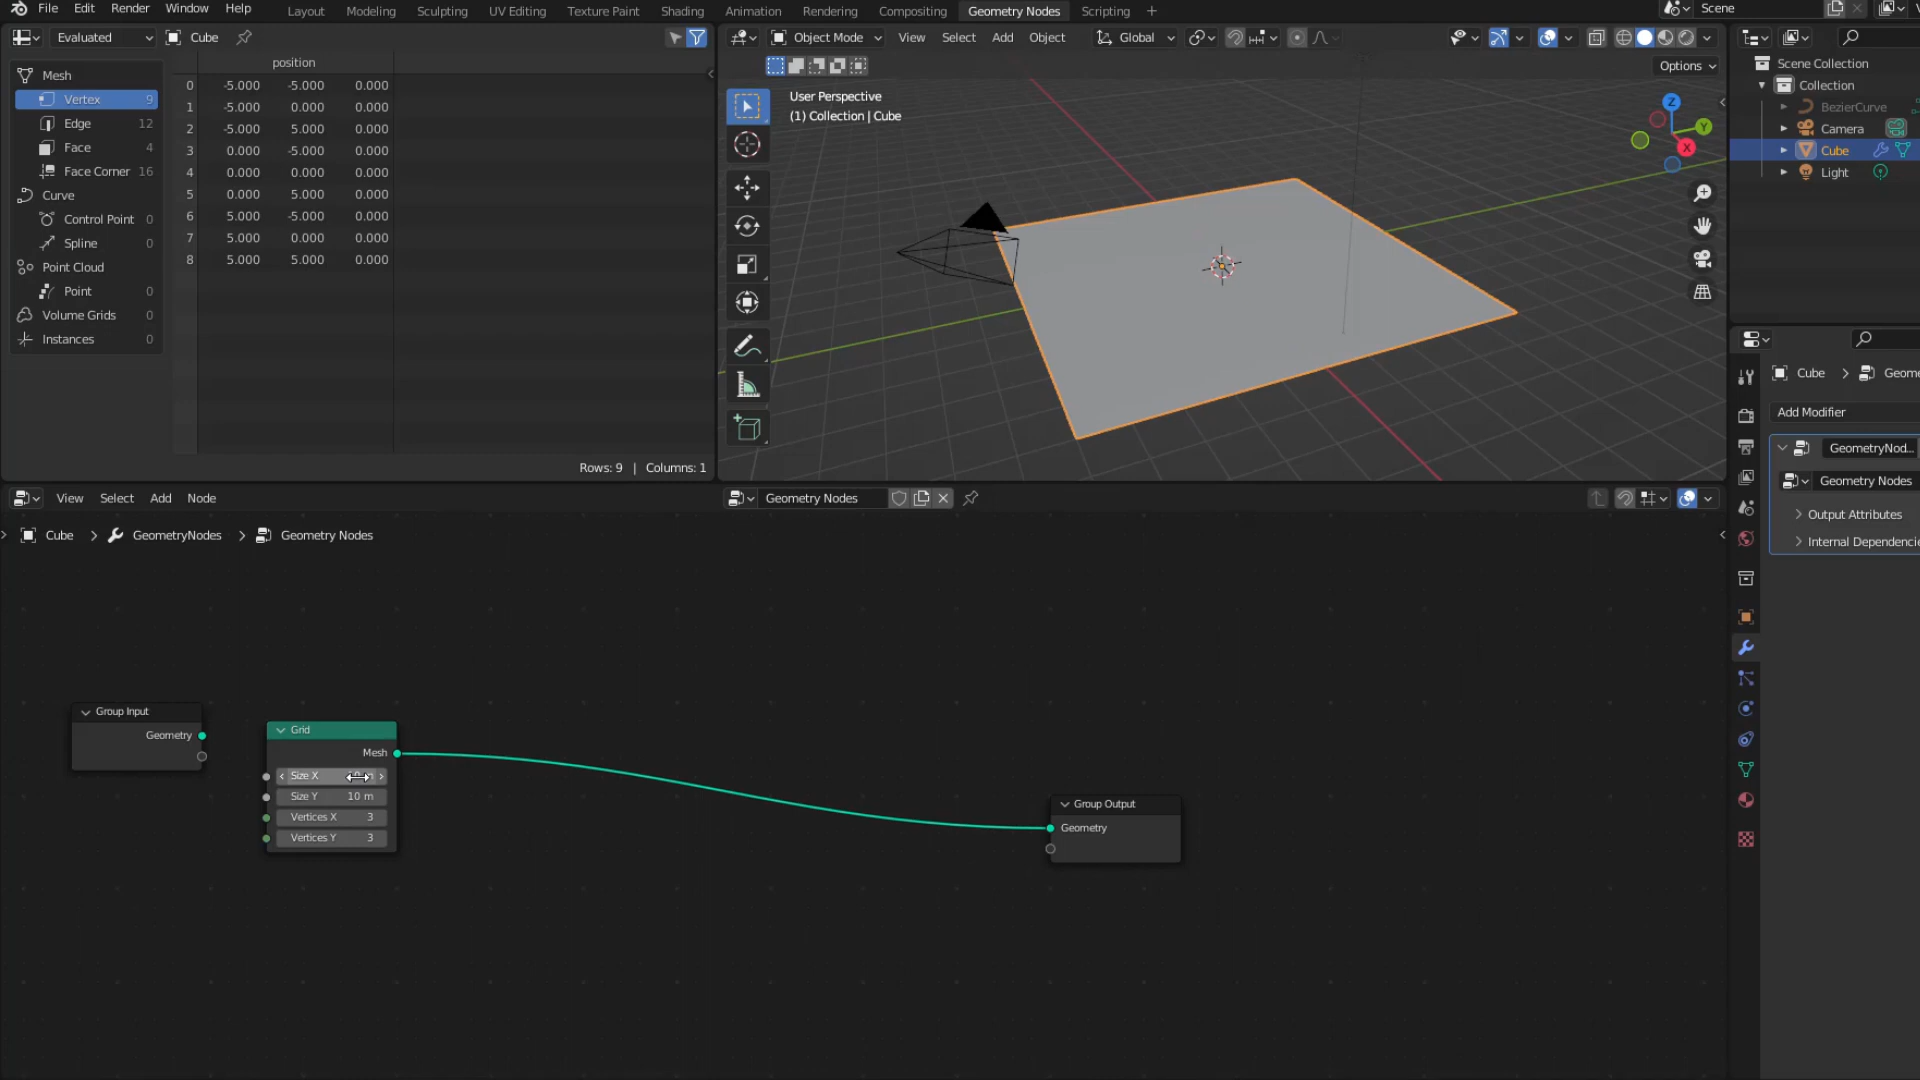 File Edit Render Window Help Layout Modeling Sculpting UV Editing Texture Paint Shading Animation Rendering Compositing Geometry Nodes Scripting + Scene
Evaluated Cube
Object Mode View Select Add Object Global
Options
position
Mesh
Vertex 9
Edge 12
Face 4
Face Corner 16
Curve
Control Point 0
Spline 0
Point Cloud
Point 0
Volume Grids 0
Instances 0
0 -5.000 -5.000 0.000
1 -5.000 0.000 0.000
2 -5.000 5.000 0.000
3 0.000 -5.000 0.000
4 0.000 0.000 0.000
5 0.000 5.000 0.000
6 5.000 -5.000 0.000
7 5.000 0.000 0.000
8 5.000 5.000 0.000
Rows: 9 | Columns: 1
User Perspective
(1) Collection | Cube
Z
Y
X
Scene Collection
Collection
BezierCurve
Camera
Cube
Light
Cube > Geome
Add Modifier
GeometryNod...
Geometry Nodes
Output Attributes
Internal Dependencie
View Select Add Node Geometry Nodes
Cube > GeometryNodes > Geometry Nodes
Group Input
Geometry
Grid
Mesh
Size X
Size Y 10 m
Vertices X 3
Vertices Y 3
Group Output
Geometry